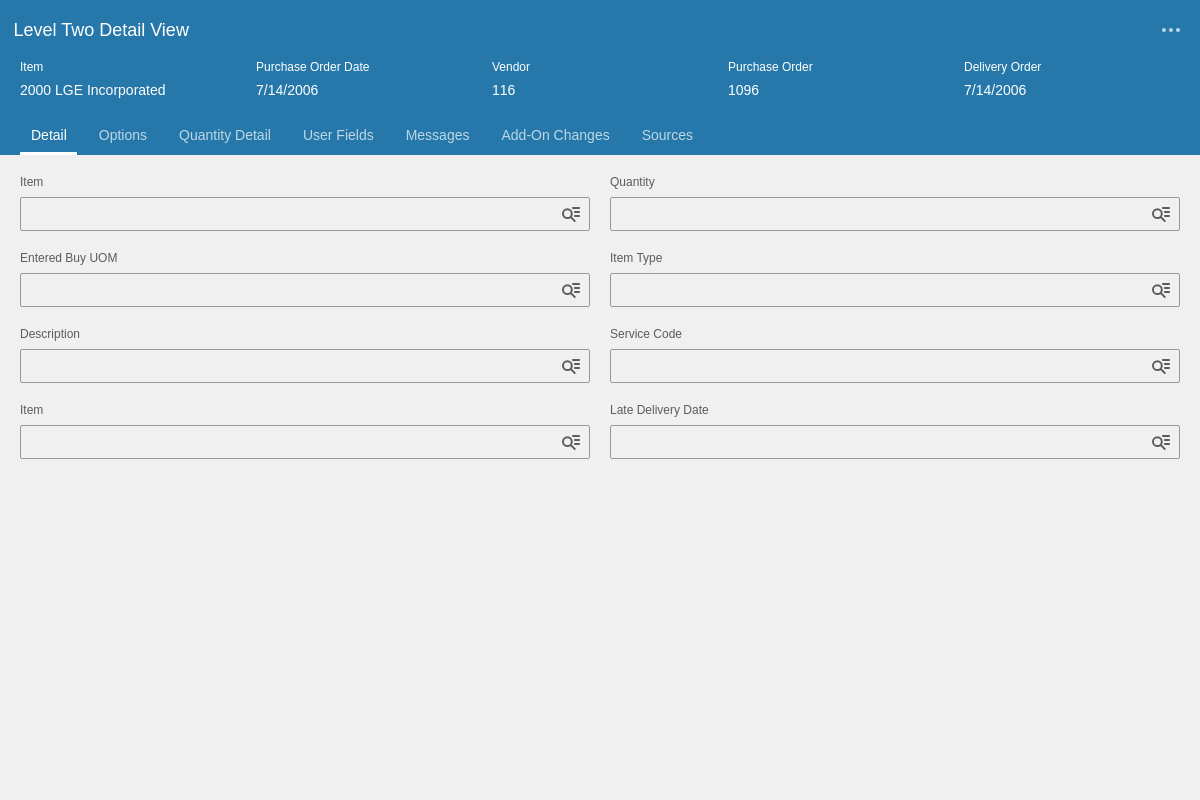 Level Two Detail View
Item Purchase Order Date Vendor Purchase Order Delivery Order
2000 LGE Incorporated 7/14/2006 116 1096 7/14/2006
Detail Options Quantity Detail User Fields Messages Add-On Changes Sources
Item Quantity
Entered Buy UOM Item Type
Description Service Code
Item Late Delivery Date